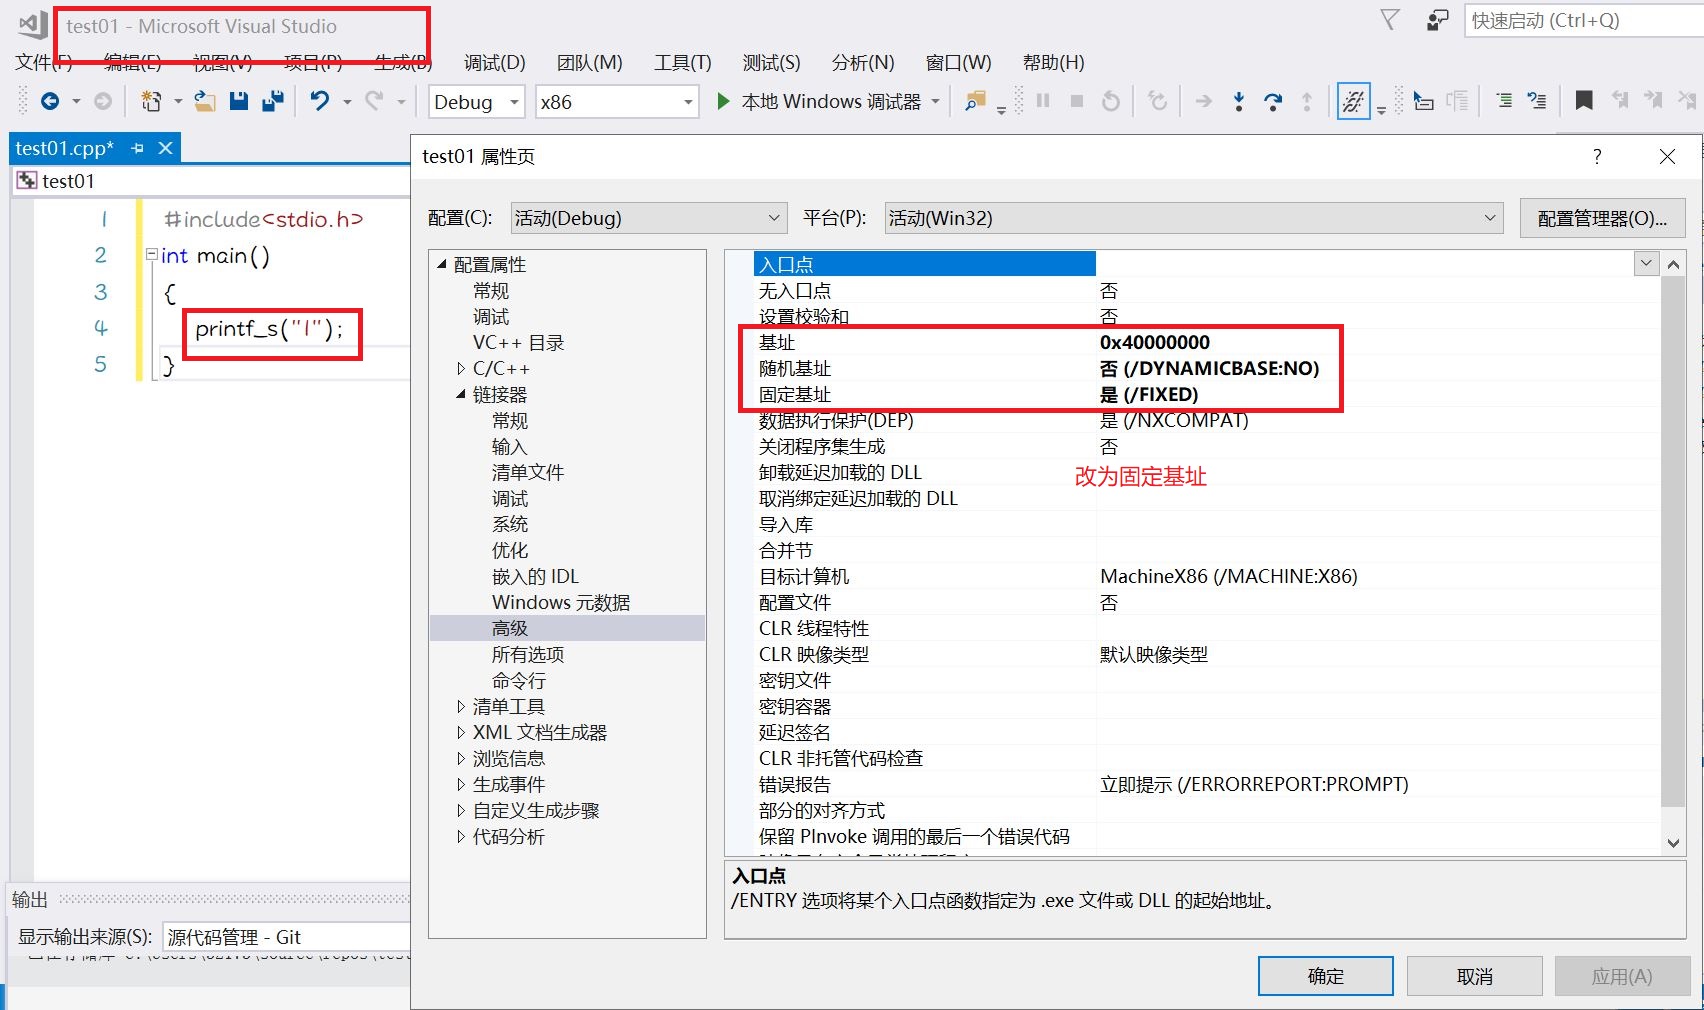 test01 - Microsoft Visual Studio
快速启动 (Ctrl+Q)
文件(F) 编辑(E) 视图(V) 项目(P) 生成(B) 调试(D) 团队(M) 工具(T) 测试(S) 分析(N) 窗口(W) 帮助(H)
Debug x86 本地 Windows 调试器
test01.cpp*
test01
1 #include<stdio.h>
2 int main()
3 {
4 printf_s("1");
5 }
test01 属性页
配置(C): 活动(Debug) 平台(P): 活动(Win32) 配置管理器(O)...
配置属性
常规
调试
VC++ 目录
C/C++
链接器
常规
输入
清单文件
调试
系统
优化
嵌入的 IDL
Windows 元数据
高级
所有选项
命令行
清单工具
XML 文档生成器
浏览信息
生成事件
自定义生成步骤
代码分析
入口点
无入口点 否
设置校验和 否
基址 0x40000000
随机基址 否 (/DYNAMICBASE:NO)
固定基址 是 (/FIXED)
数据执行保护(DEP) 是 (/NXCOMPAT)
关闭程序集生成 否
卸载延迟加载的 DLL
改为固定基址
取消绑定延迟加载的 DLL
导入库
合并节
目标计算机 MachineX86 (/MACHINE:X86)
配置文件 否
CLR 线程特性
CLR 映像类型 默认映像类型
密钥文件
密钥容器
延迟签名
CLR 非托管代码检查
错误报告 立即提示 (/ERRORREPORT:PROMPT)
部分的对齐方式
保留 PInvoke 调用的最后一个错误代码
入口点
/ENTRY 选项将某个入口点函数指定为 .exe 文件或 DLL 的起始地址。
输出
显示输出来源(S): 源代码管理 - Git
确定 取消 应用(A)